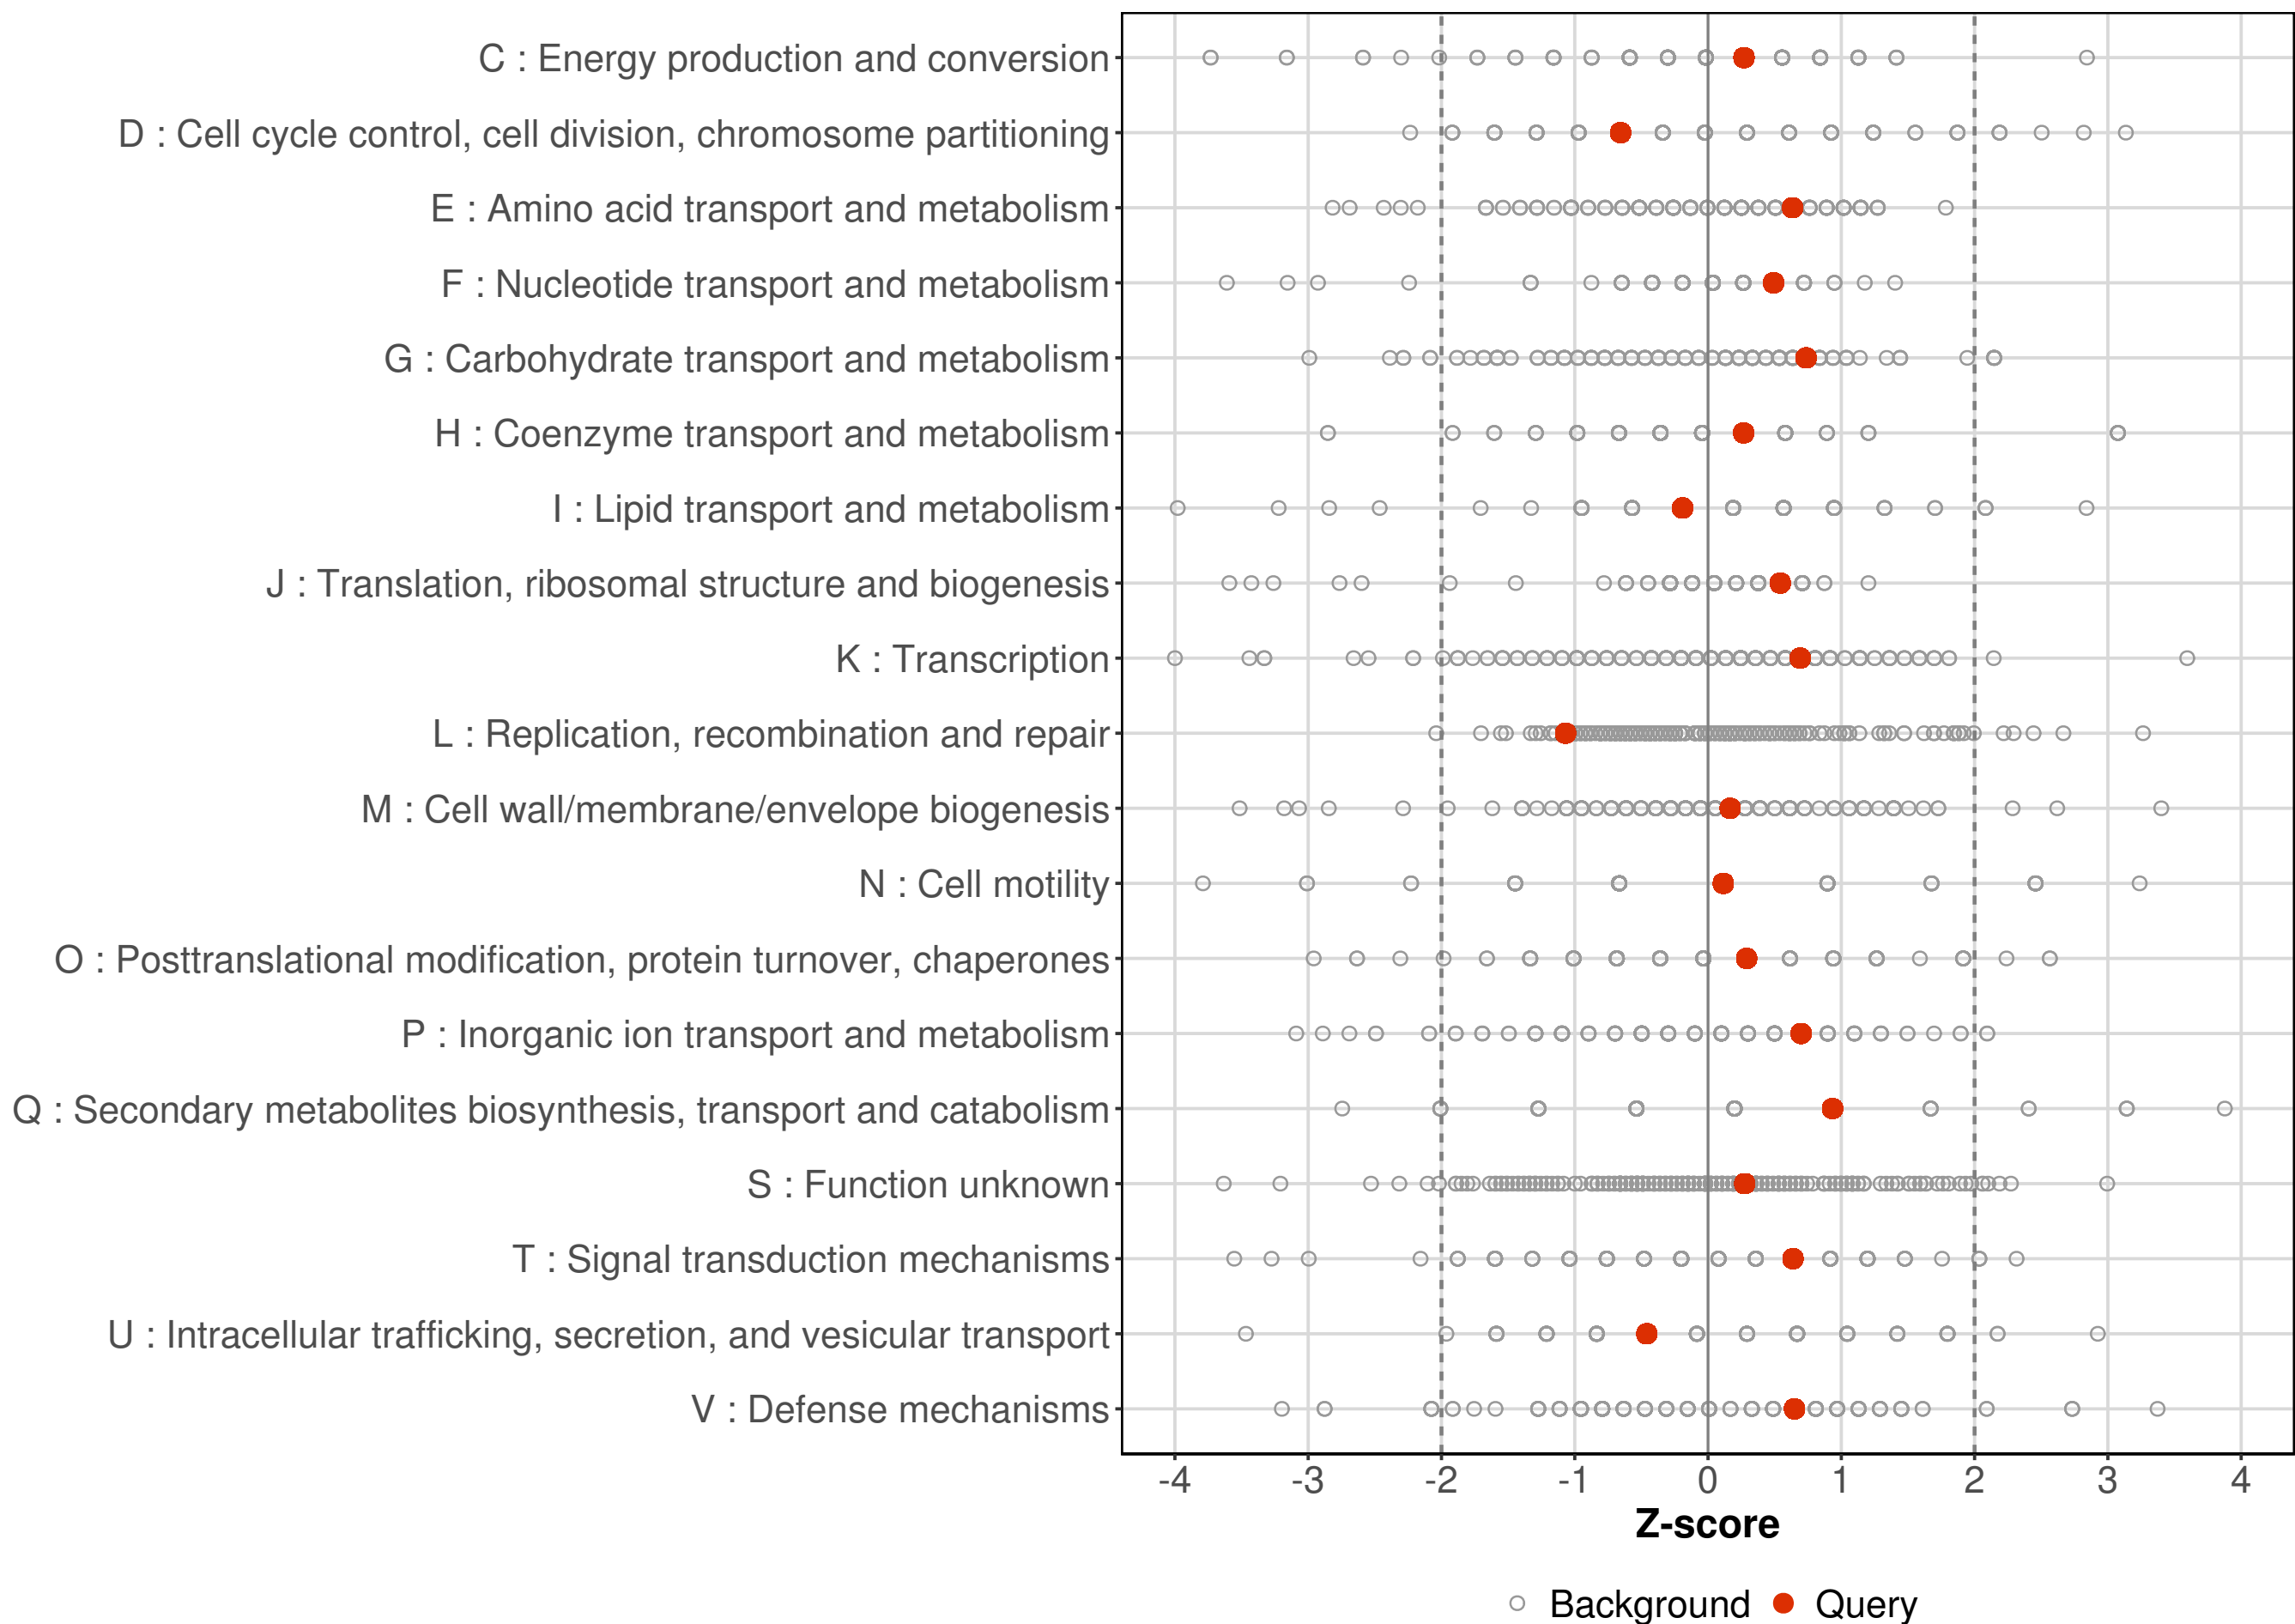 C : Energy production and conversion
D : Cell cycle control, cell division, chromosome partitioning
E : Amino acid transport and metabolism
F : Nucleotide transport and metabolism
G : Carbohydrate transport and metabolism
H : Coenzyme transport and metabolism
I : Lipid transport and metabolism
J : Translation, ribosomal structure and biogenesis
K : Transcription
L : Replication, recombination and repair
M : Cell wall/membrane/envelope biogenesis
N : Cell motility
O : Posttranslational modification, protein turnover, chaperones
P : Inorganic ion transport and metabolism
Q : Secondary metabolites biosynthesis, transport and catabolism
S : Function unknown
T : Signal transduction mechanisms
U : Intracellular trafficking, secretion, and vesicular transport
V : Defense mechanisms
-4 -3 -2 -1 0 1 2 3 4
Z-score
Background Query